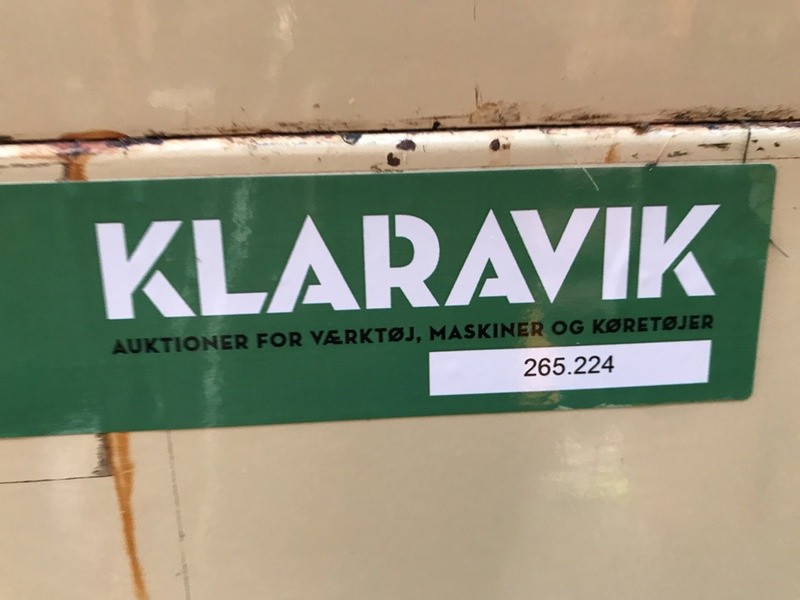 KLARAVIK
AUKTIONER FOR VÆRKTØJ, MASKINER OG KØRETØJER
265.224